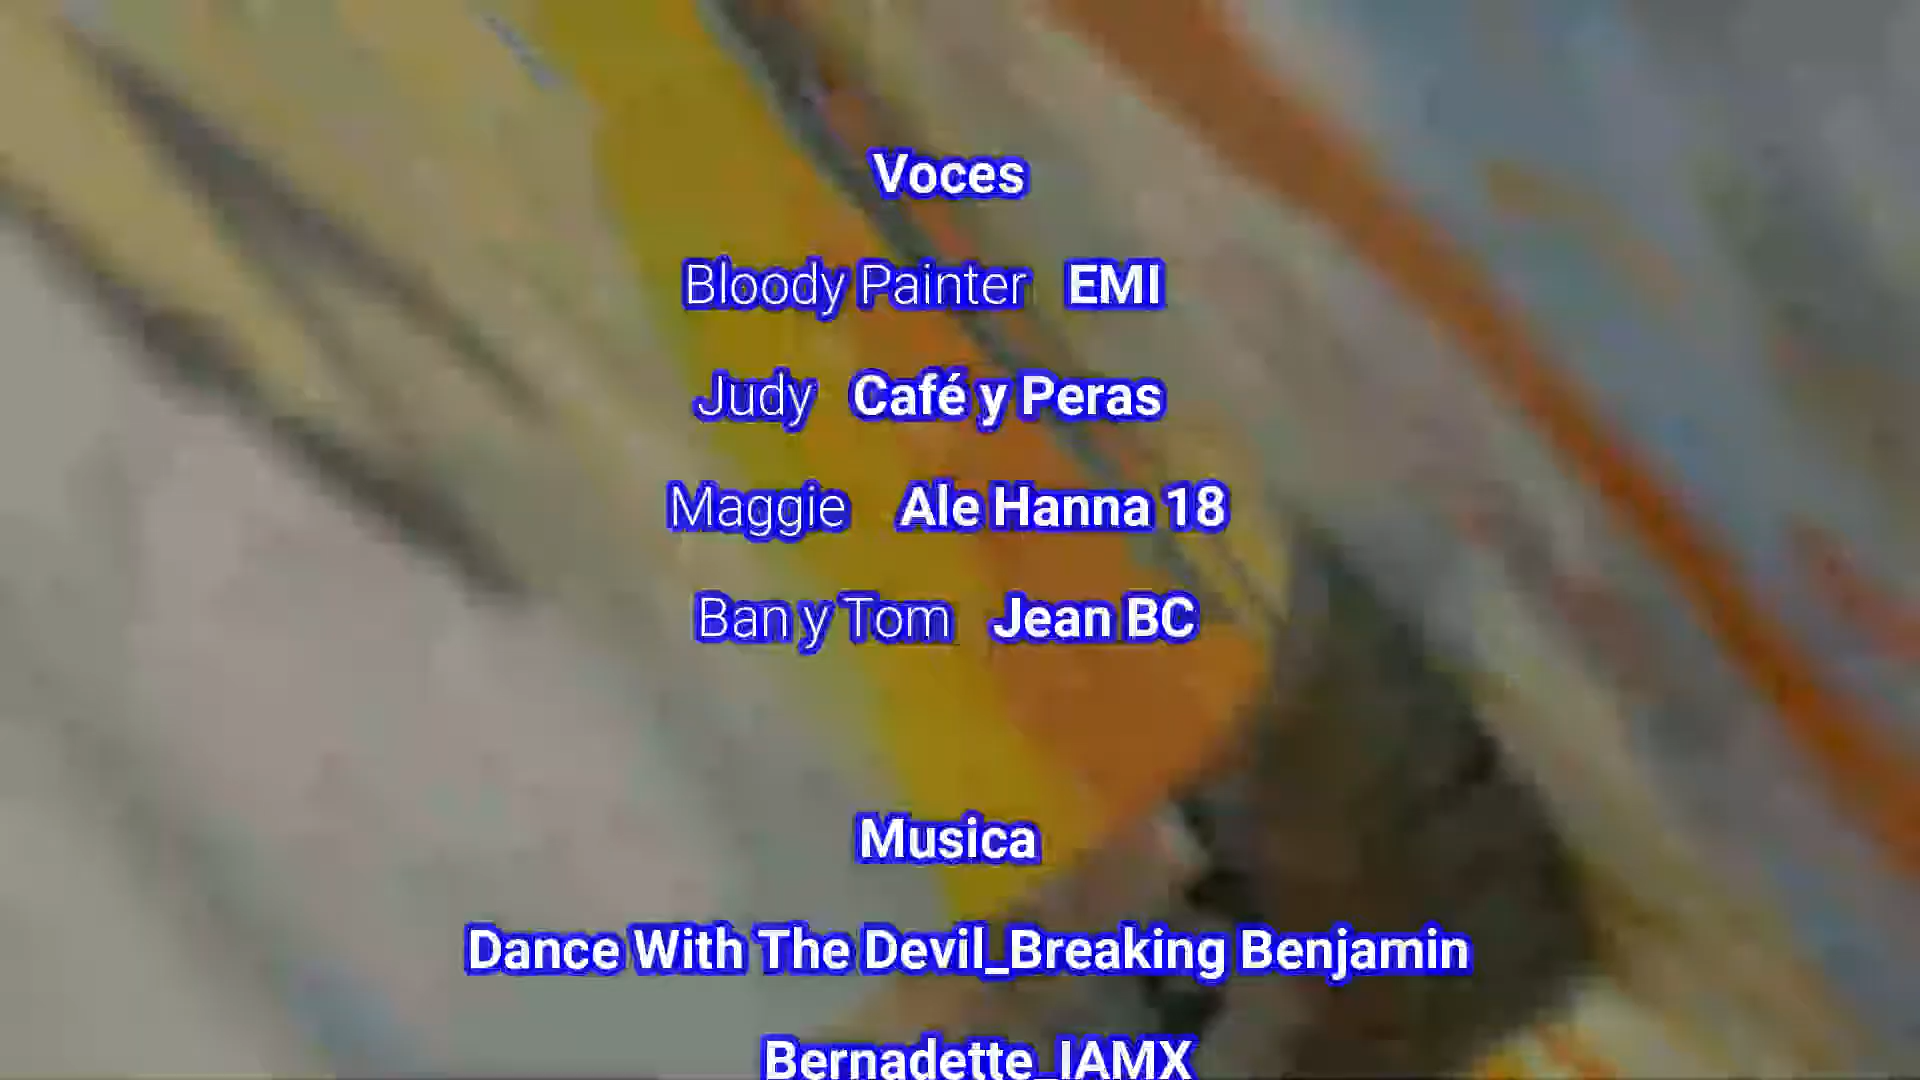 Voces
Bloody Painter EMI
Judy Café y Peras
Maggie Ale Hanna 18
Ban y Tom Jean BC
Musica
Dance With The Devil_Breaking Benjamin
Bernadette_IAMX